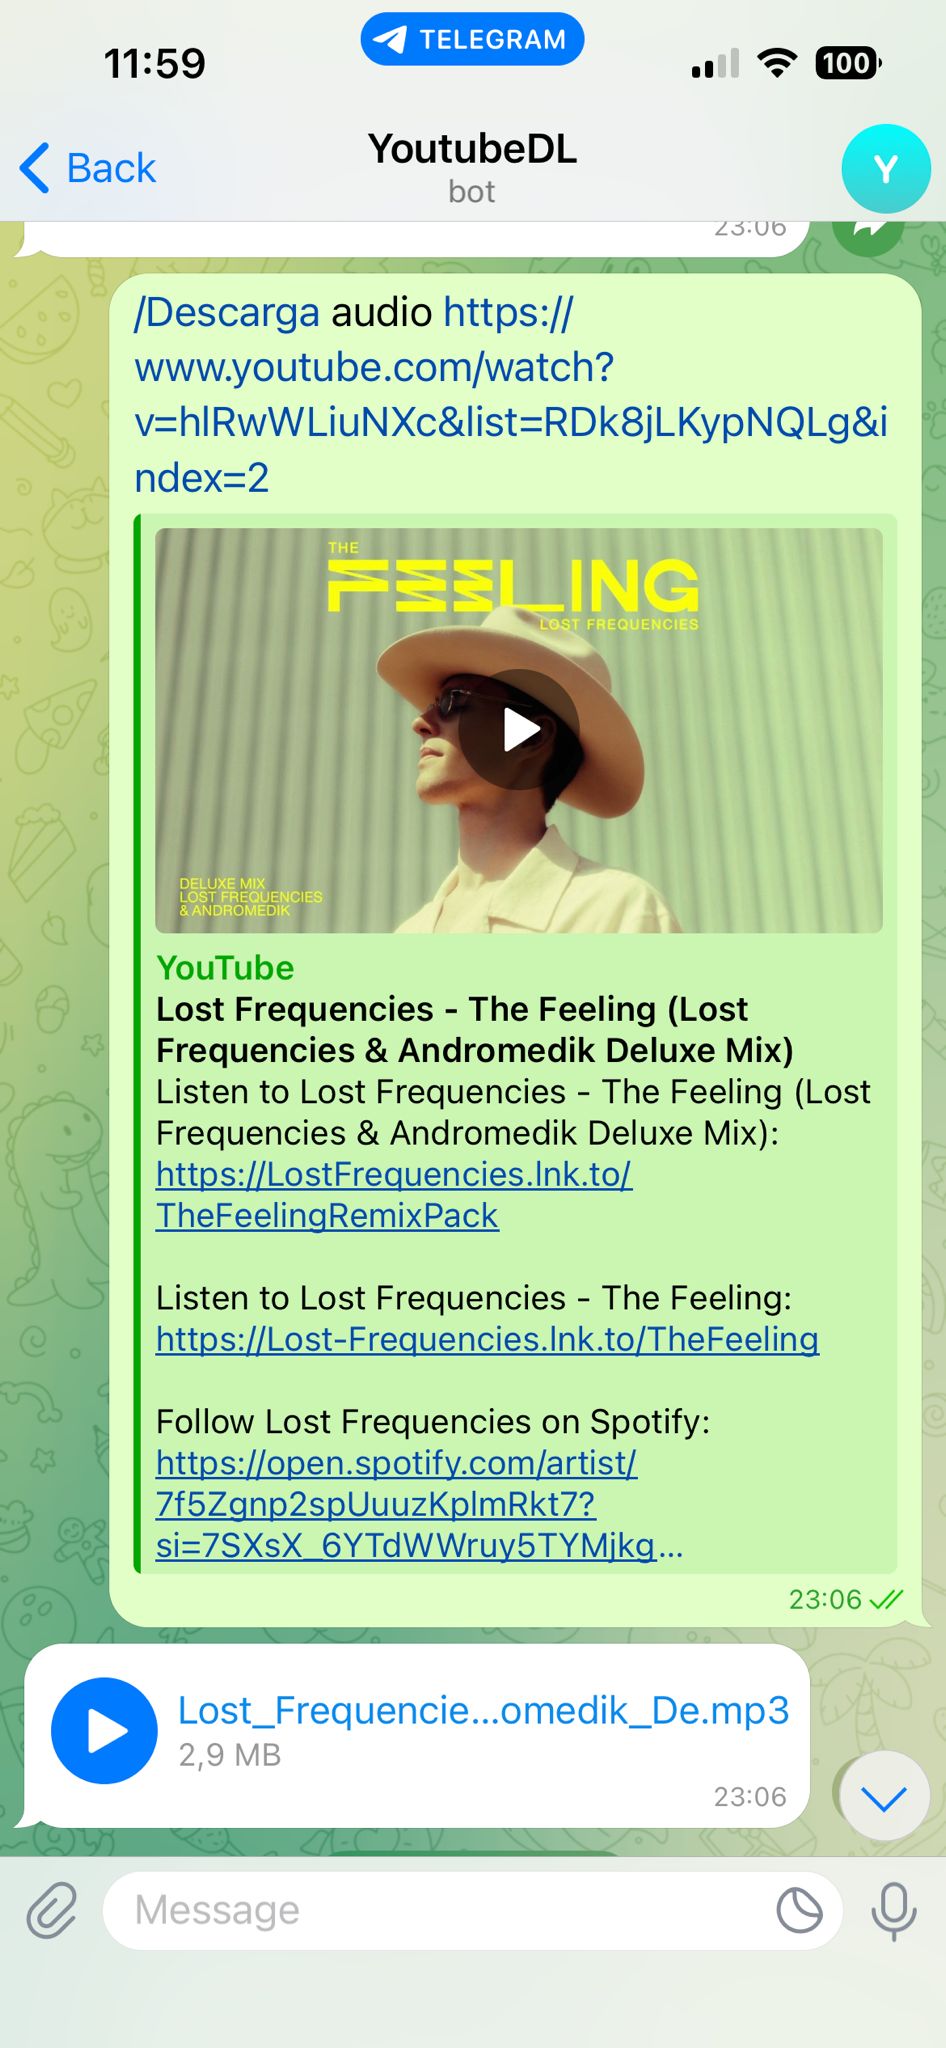 TELEGRAM
11:59
100
Back
YoutubeDL
bot
Y
23:06
/Descarga audio https://
www.youtube.com/watch?
v=hlRwWLiuNXc&list=RDk8jLKypNQLg&i
ndex=2
THE
FEELING
LOST FREQUENCIES
DELUXE MIX
LOST FREQUENCIES
& ANDROMEDIK
YouTube
Lost Frequencies - The Feeling (Lost
Frequencies & Andromedik Deluxe Mix)
Listen to Lost Frequencies - The Feeling (Lost
Frequencies & Andromedik Deluxe Mix):
https://LostFrequencies.lnk.to/
TheFeelingRemixPack
Listen to Lost Frequencies - The Feeling:
https://Lost-Frequencies.lnk.to/TheFeeling
Follow Lost Frequencies on Spotify:
https://open.spotify.com/artist/
7f5Zgnp2spUuuzKplmRkt7?
si=7SXsX_6YTdWWruy5TYMjkg...
23:06
Lost_Frequencie...omedik_De.mp3
2,9 MB
23:06
Message